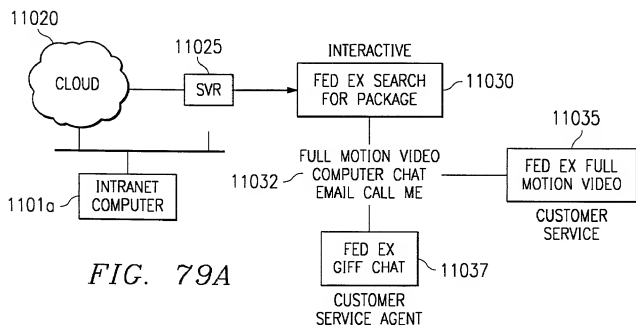 11020
CLOUD
11025
SVR
INTERACTIVE
FED EX SEARCH
FOR PACKAGE
11030
11032
FULL MOTION VIDEO
COMPUTER CHAT
EMAIL CALL ME
11035
FED EX FULL
MOTION VIDEO
CUSTOMER
SERVICE
INTRANET
COMPUTER
1101a
FED EX
GIFF CHAT
11037
CUSTOMER
SERVICE AGENT
FIG. 79A